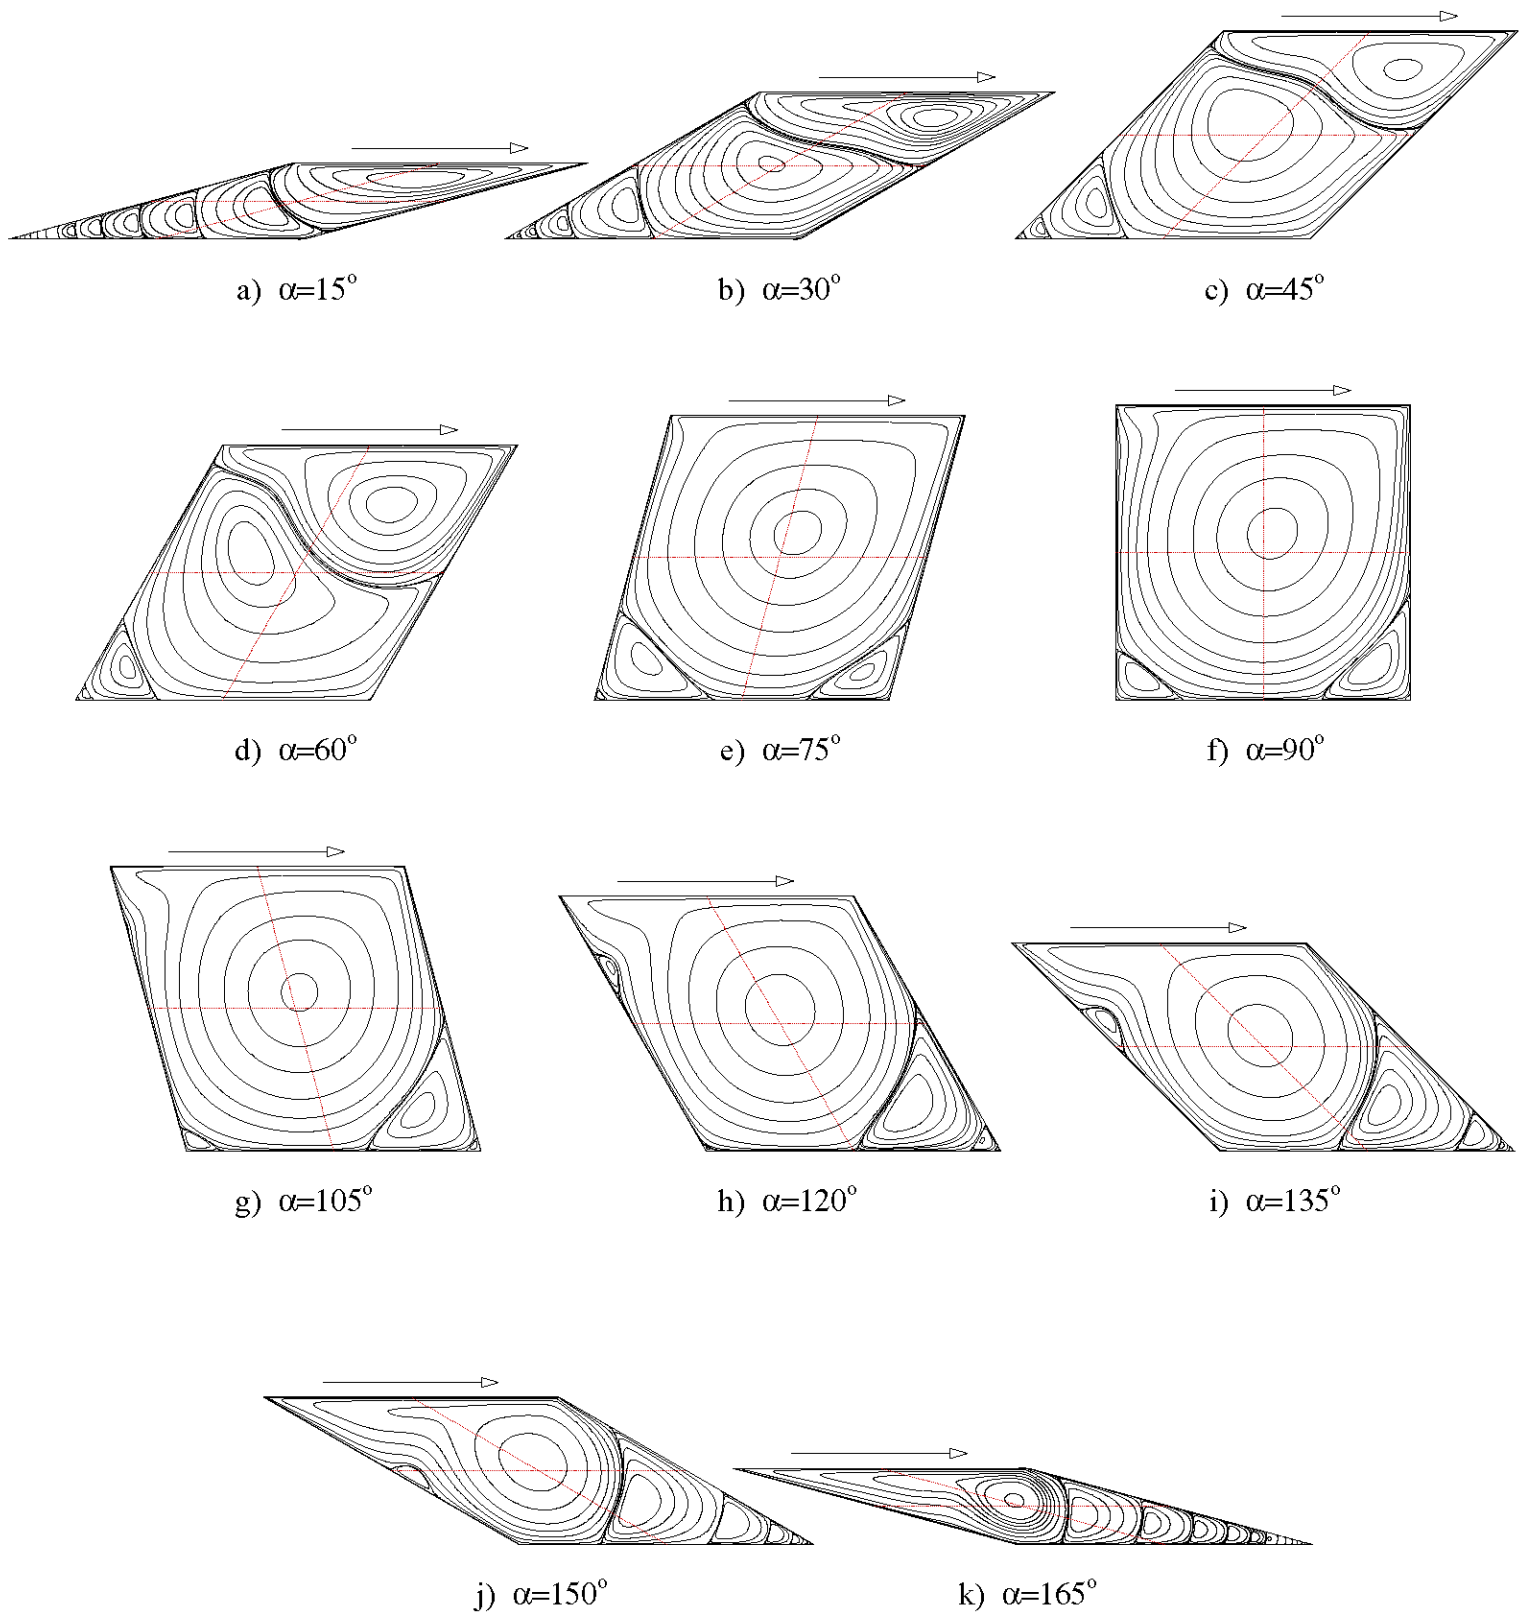 a) α=15°
b) α=30°
c) α=45°
d) α=60°
e) α=75°
f) α=90°
g) α=105°
h) α=120°
i) α=135°
j) α=150°
k) α=165°